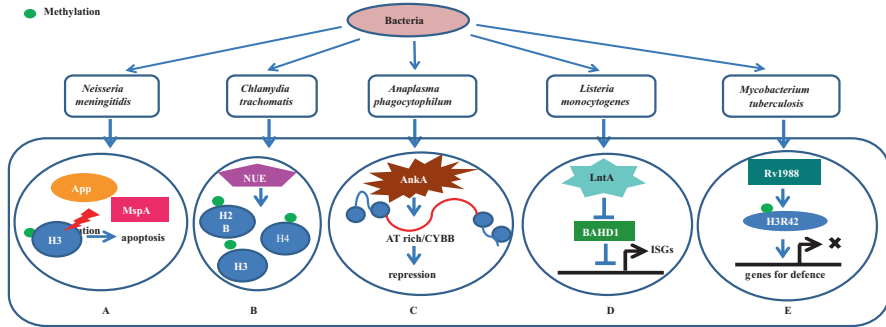 Methylation
Bacteria
Neisseria
meningitidis
Chlamydia
trachomatis
Anaplasma
phagocytophilum
Listeria
monocytogenes
Mycobacterium
tuberculosis
App
MspA
H3
apoptosis
A
NUE
H2
B
H4
H3
B
AnkA
AT rich/CYBB
repression
C
LntA
BAHD1
ISGs
D
Rv1988
H3R42
genes for defence
E